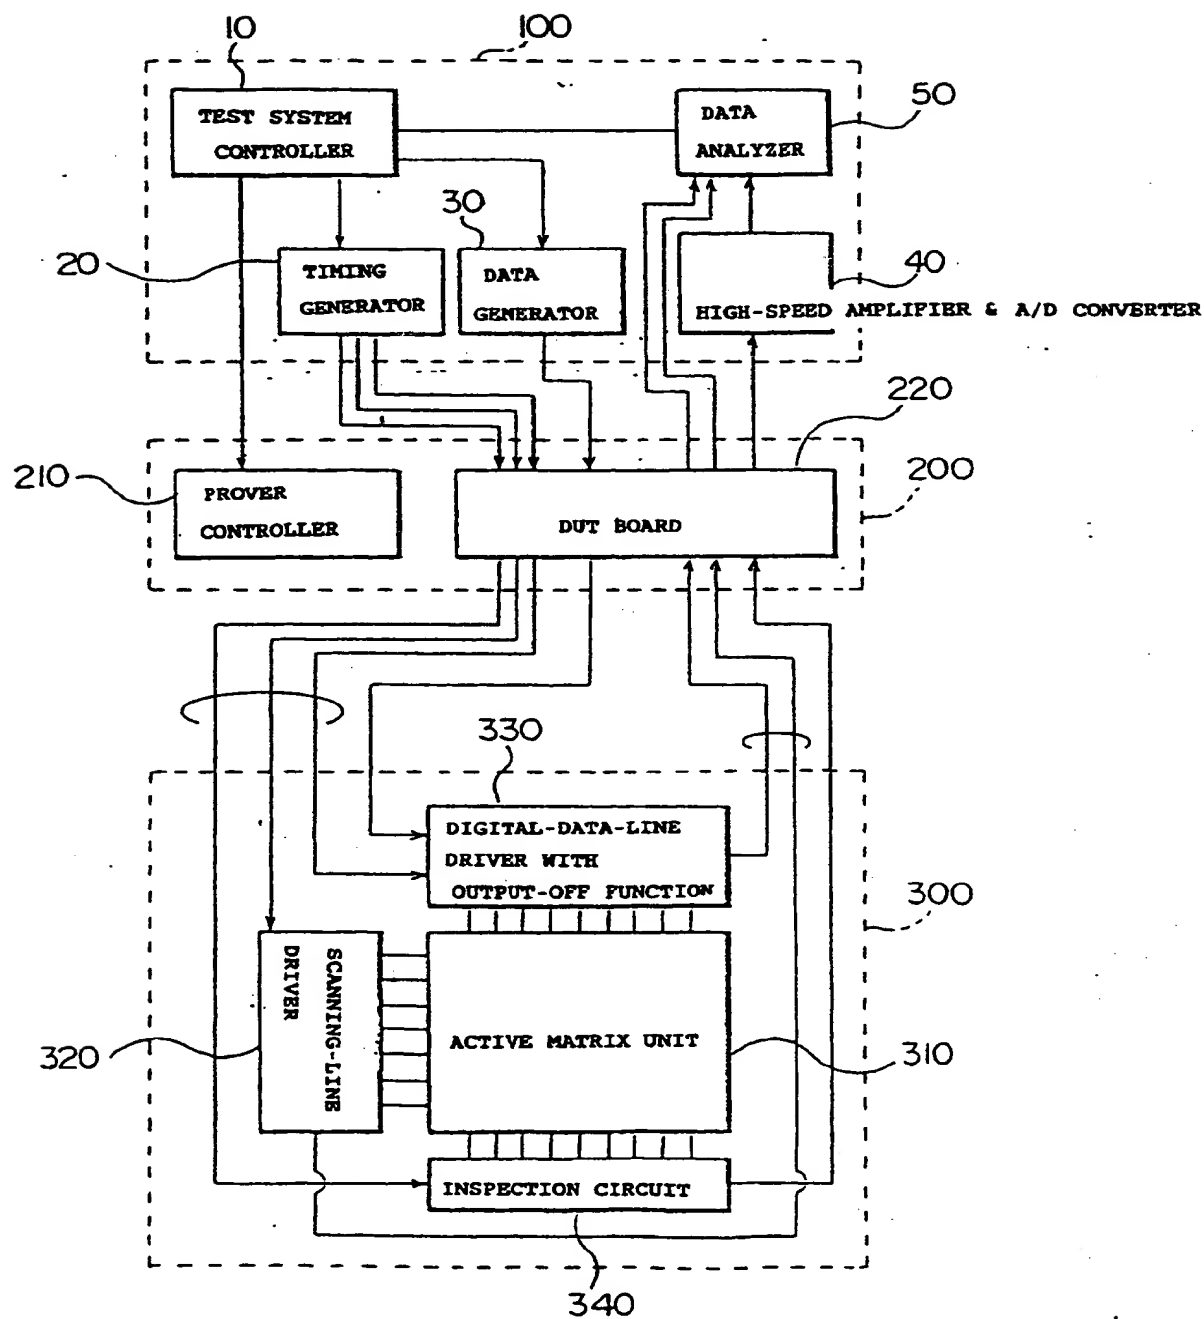 10
100
TEST SYSTEM
CONTROLLER
DATA
ANALYZER
50
30
20
TIMING
GENERATOR
DATA
GENERATOR
40
HIGH-SPEED AMPLIFIER & A/D CONVERTER
220
210
200
PROVER
CONTROLLER
DUT BOARD
330
DIGITAL-DATA-LINE
DRIVER WITH
OUTPUT-OFF FUNCTION
300
SCANNING-LINE
DRIVER
320
ACTIVE MATRIX UNIT
310
INSPECTION CIRCUIT
340